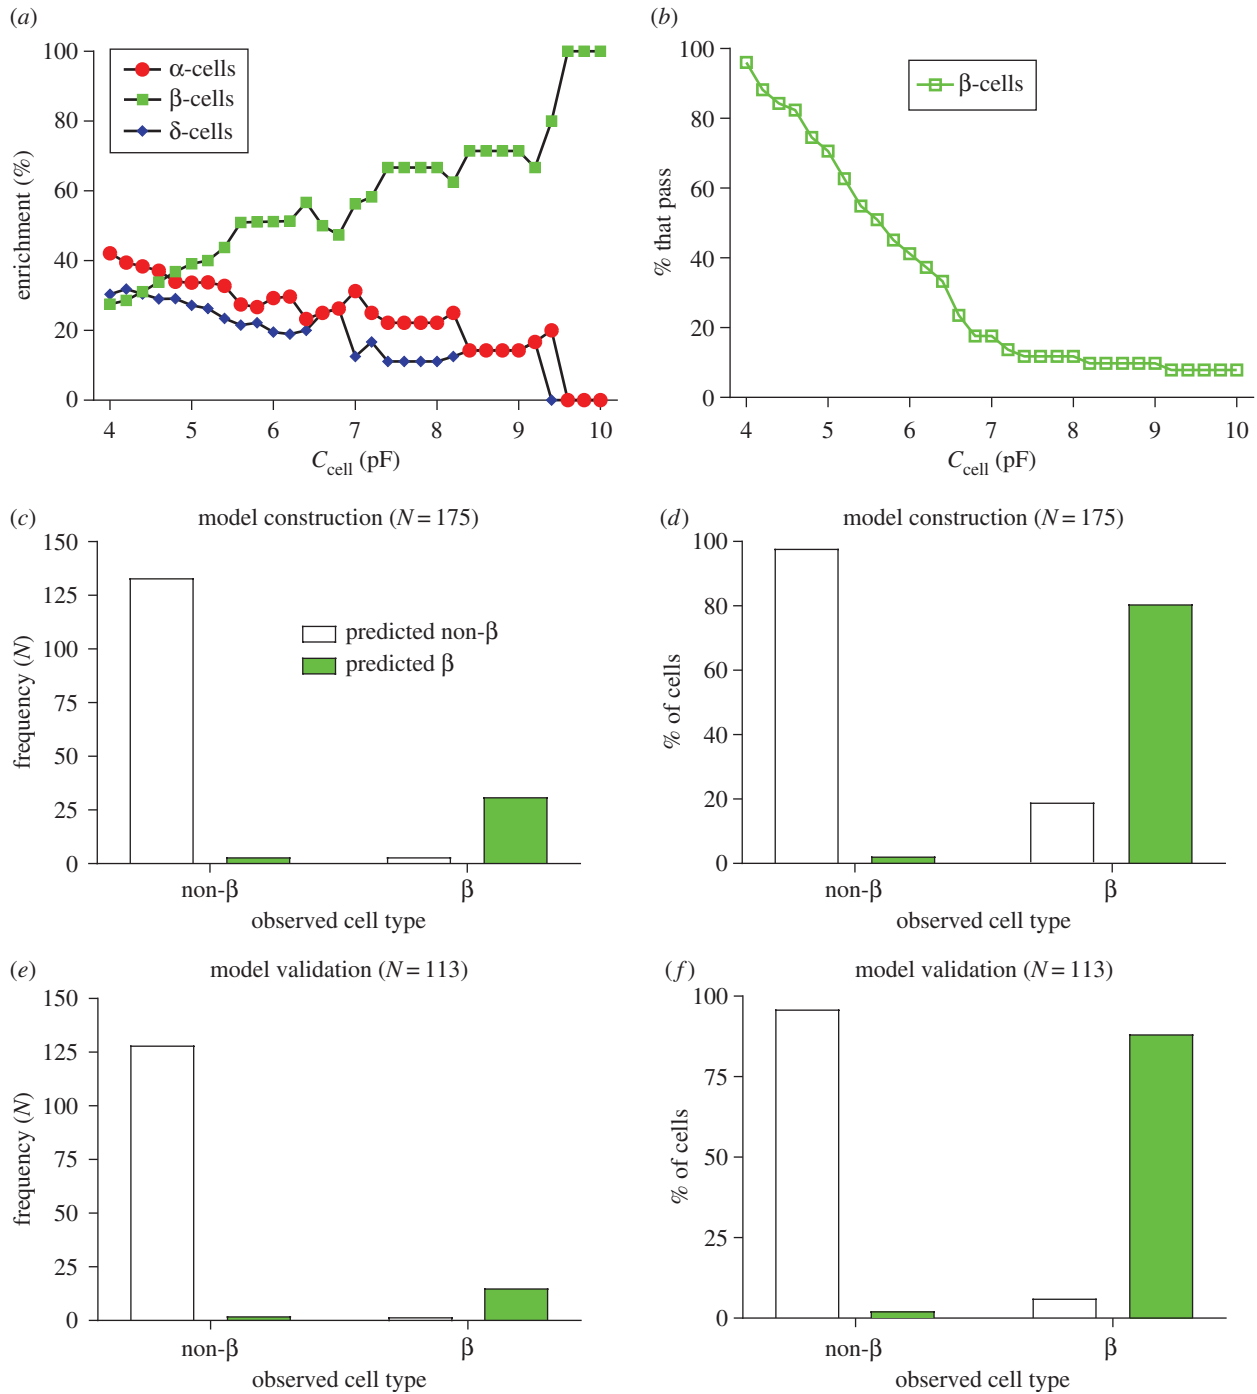 (a)
100
80
60
40
20
0
enrichment (%)
α-cells
β-cells
δ-cells
4 5 6 7 8 9 10
C_cell (pF)
(b)
100
80
60
40
20
0
% that pass
β-cells
4 5 6 7 8 9 10
C_cell (pF)
(c) model construction (N = 175)
150
125
100
75
50
25
0
frequency (N)
predicted non-β
predicted β
non-β β
observed cell type
(d) model construction (N = 175)
100
80
60
40
20
0
% of cells
non-β β
observed cell type
(e) model validation (N = 113)
150
125
100
75
50
25
0
frequency (N)
non-β β
observed cell type
(f) model validation (N = 113)
100
75
50
25
0
% of cells
non-β β
observed cell type